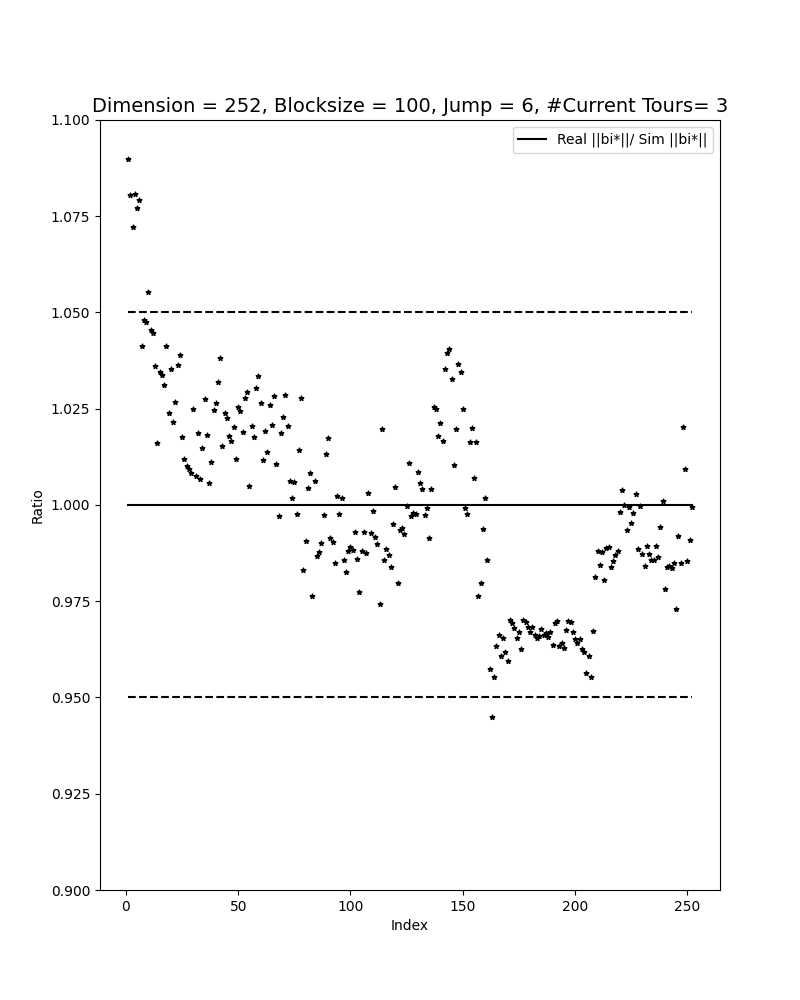 Dimension = 252, Blocksize = 100, Jump = 6, #Current Tours= 3
Real ||bi*||/ Sim ||bi*||
1.100
1.075
1.050
1.025
1.000
0.975
0.950
0.925
0.900
Ratio
0 50 100 150 200 250
Index